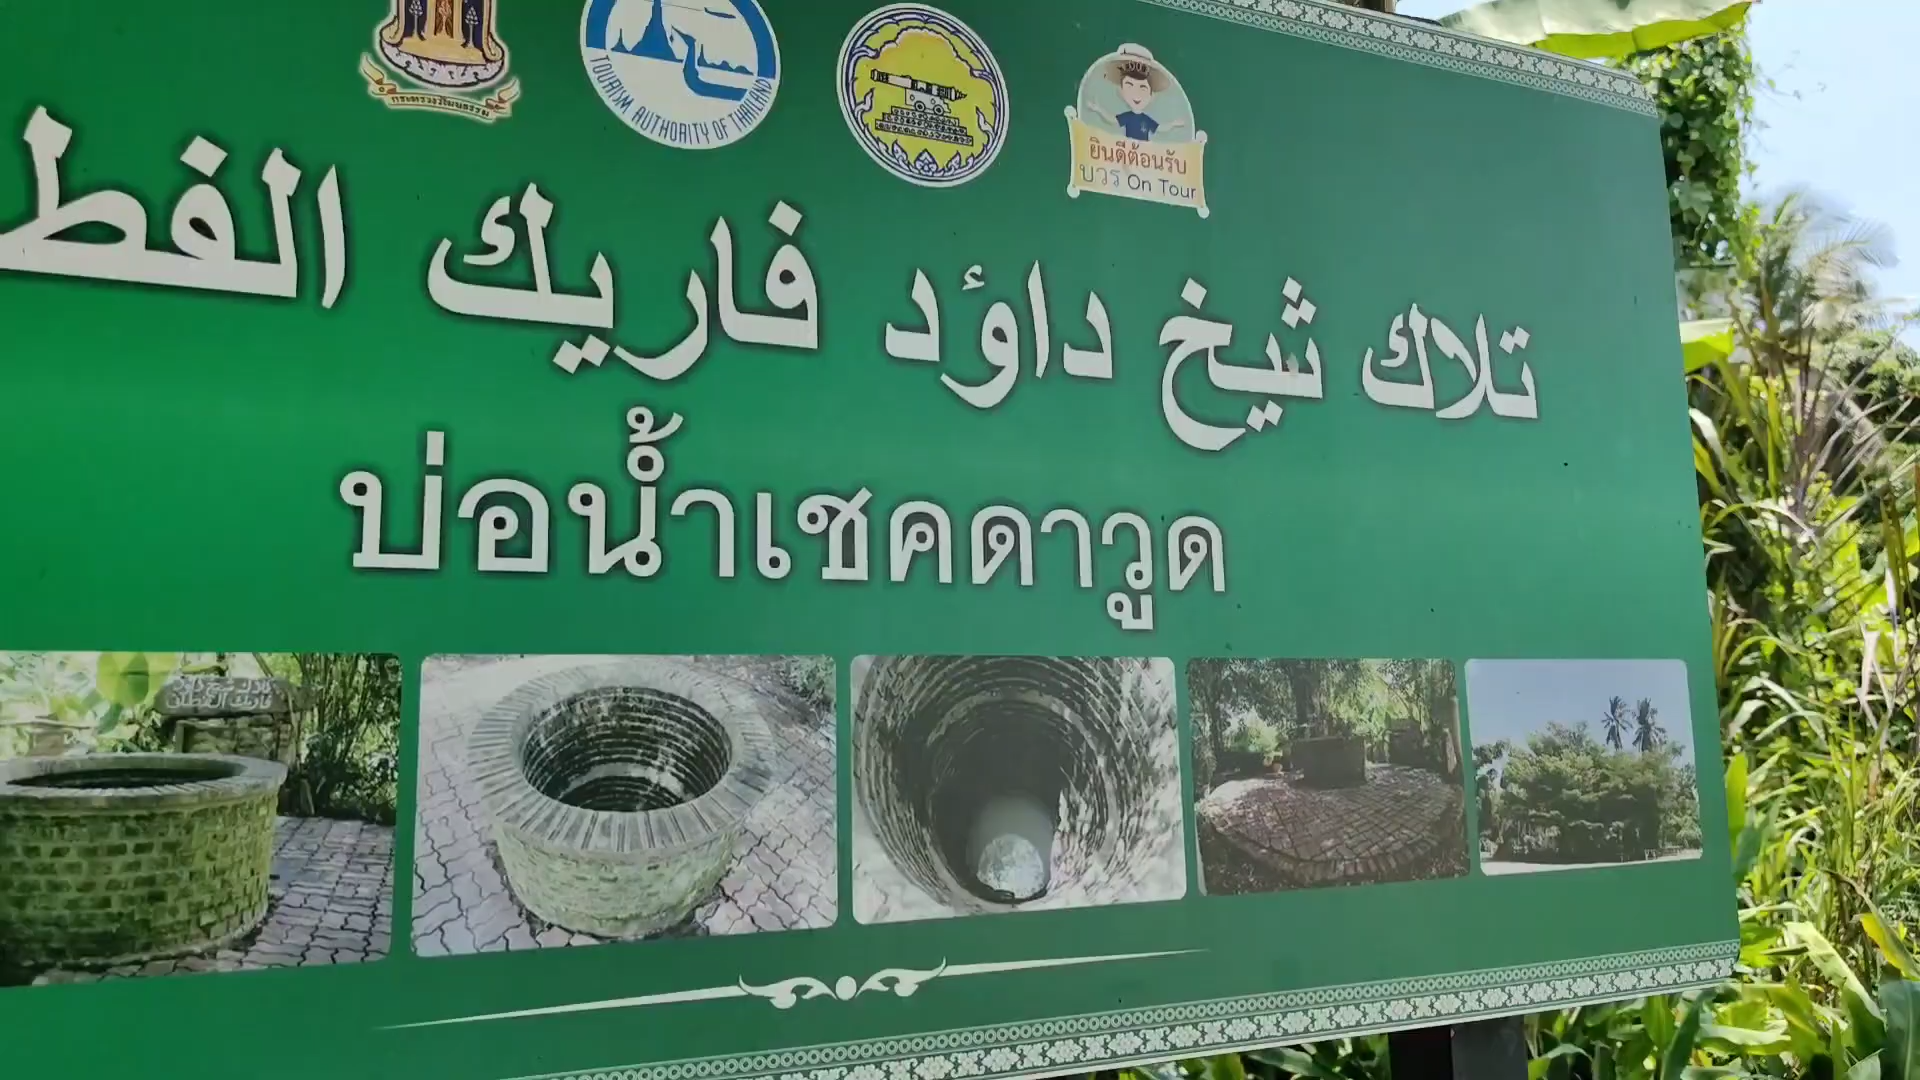 กระทรวงวัฒนธรรม
TOURISM AUTHORITY OF THAILAND
ยินดีต้อนรับ
บวร On Tour
تلاك شيخ داؤد فاريك الفط
บ่อน้ำเชคดาวูด